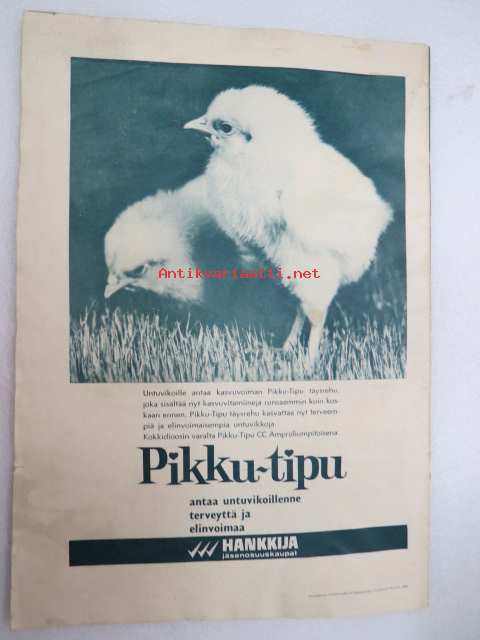 Antikvariaatti.net
Untuvikoille antaa kasvuvoiman Pikku-Tipu täysrehu,
joka sisältää nyt kasvuvitamiineja runsaammin kuin kos-
kaan ennen. Pikku-Tipu täysrehu kasvattaa nyt terveem-
piä ja elinvoimaisempia untuvikkoja.
Kokkidioosin varalta Pikku-Tipu CC Amproliumpitoisena.
Pikku-tipu
antaa untuvikoillenne
terveyttä ja
elinvoimaa
HANKKIJA
jäsenosuuskaupat